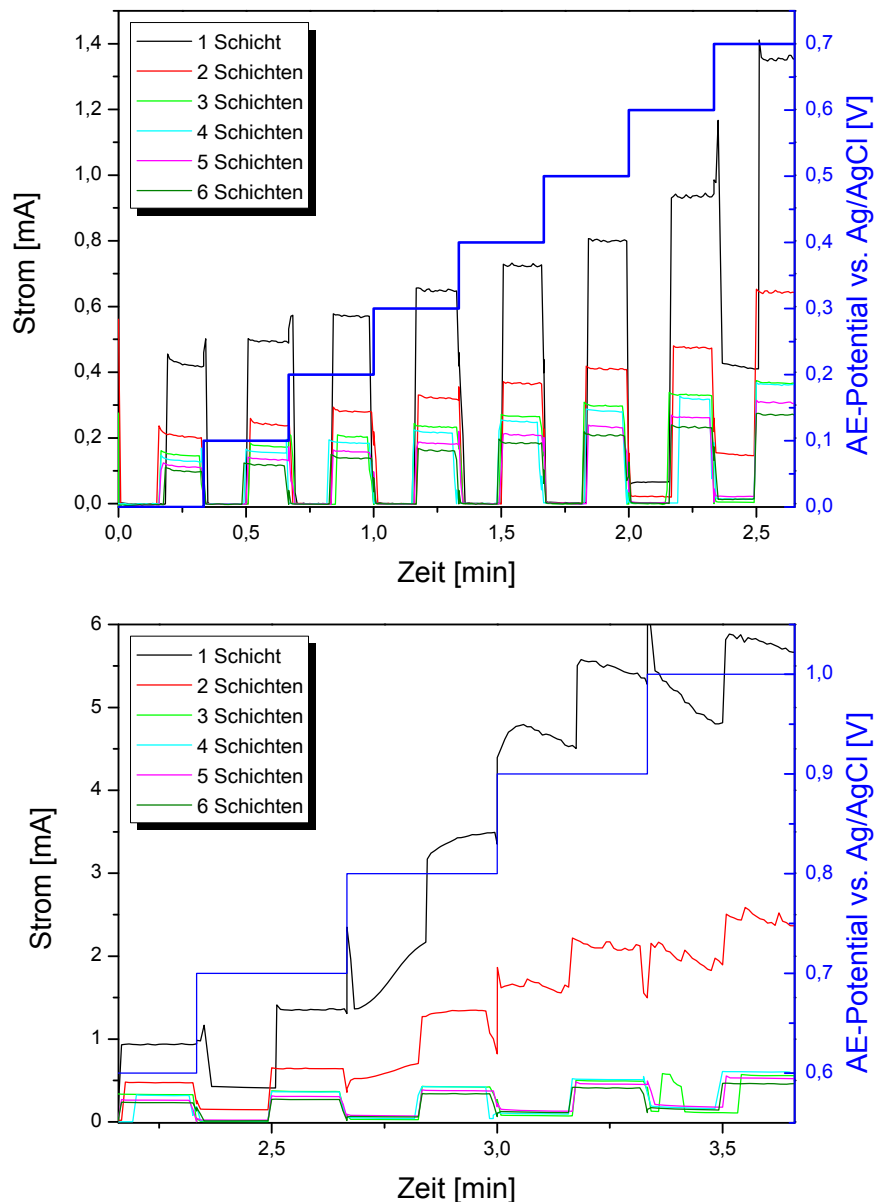 1,4
1,2
1,0
0,8
0,6
0,4
0,2
0,0
Strom [mA]
1 Schicht
2 Schichten
3 Schichten
4 Schichten
5 Schichten
6 Schichten
0,7
0,6
0,5
0,4
0,3
0,2
0,1
0,0
AE-Potential vs. Ag/AgCl [V]
0,0 0,5 1,0 1,5 2,0 2,5
Zeit [min]
6
5
4
3
2
1
0
Strom [mA]
1 Schicht
2 Schichten
3 Schichten
4 Schichten
5 Schichten
6 Schichten
1,0
0,9
0,8
0,7
0,6
AE-Potential vs. Ag/AgCl [V]
2,5 3,0 3,5
Zeit [min]